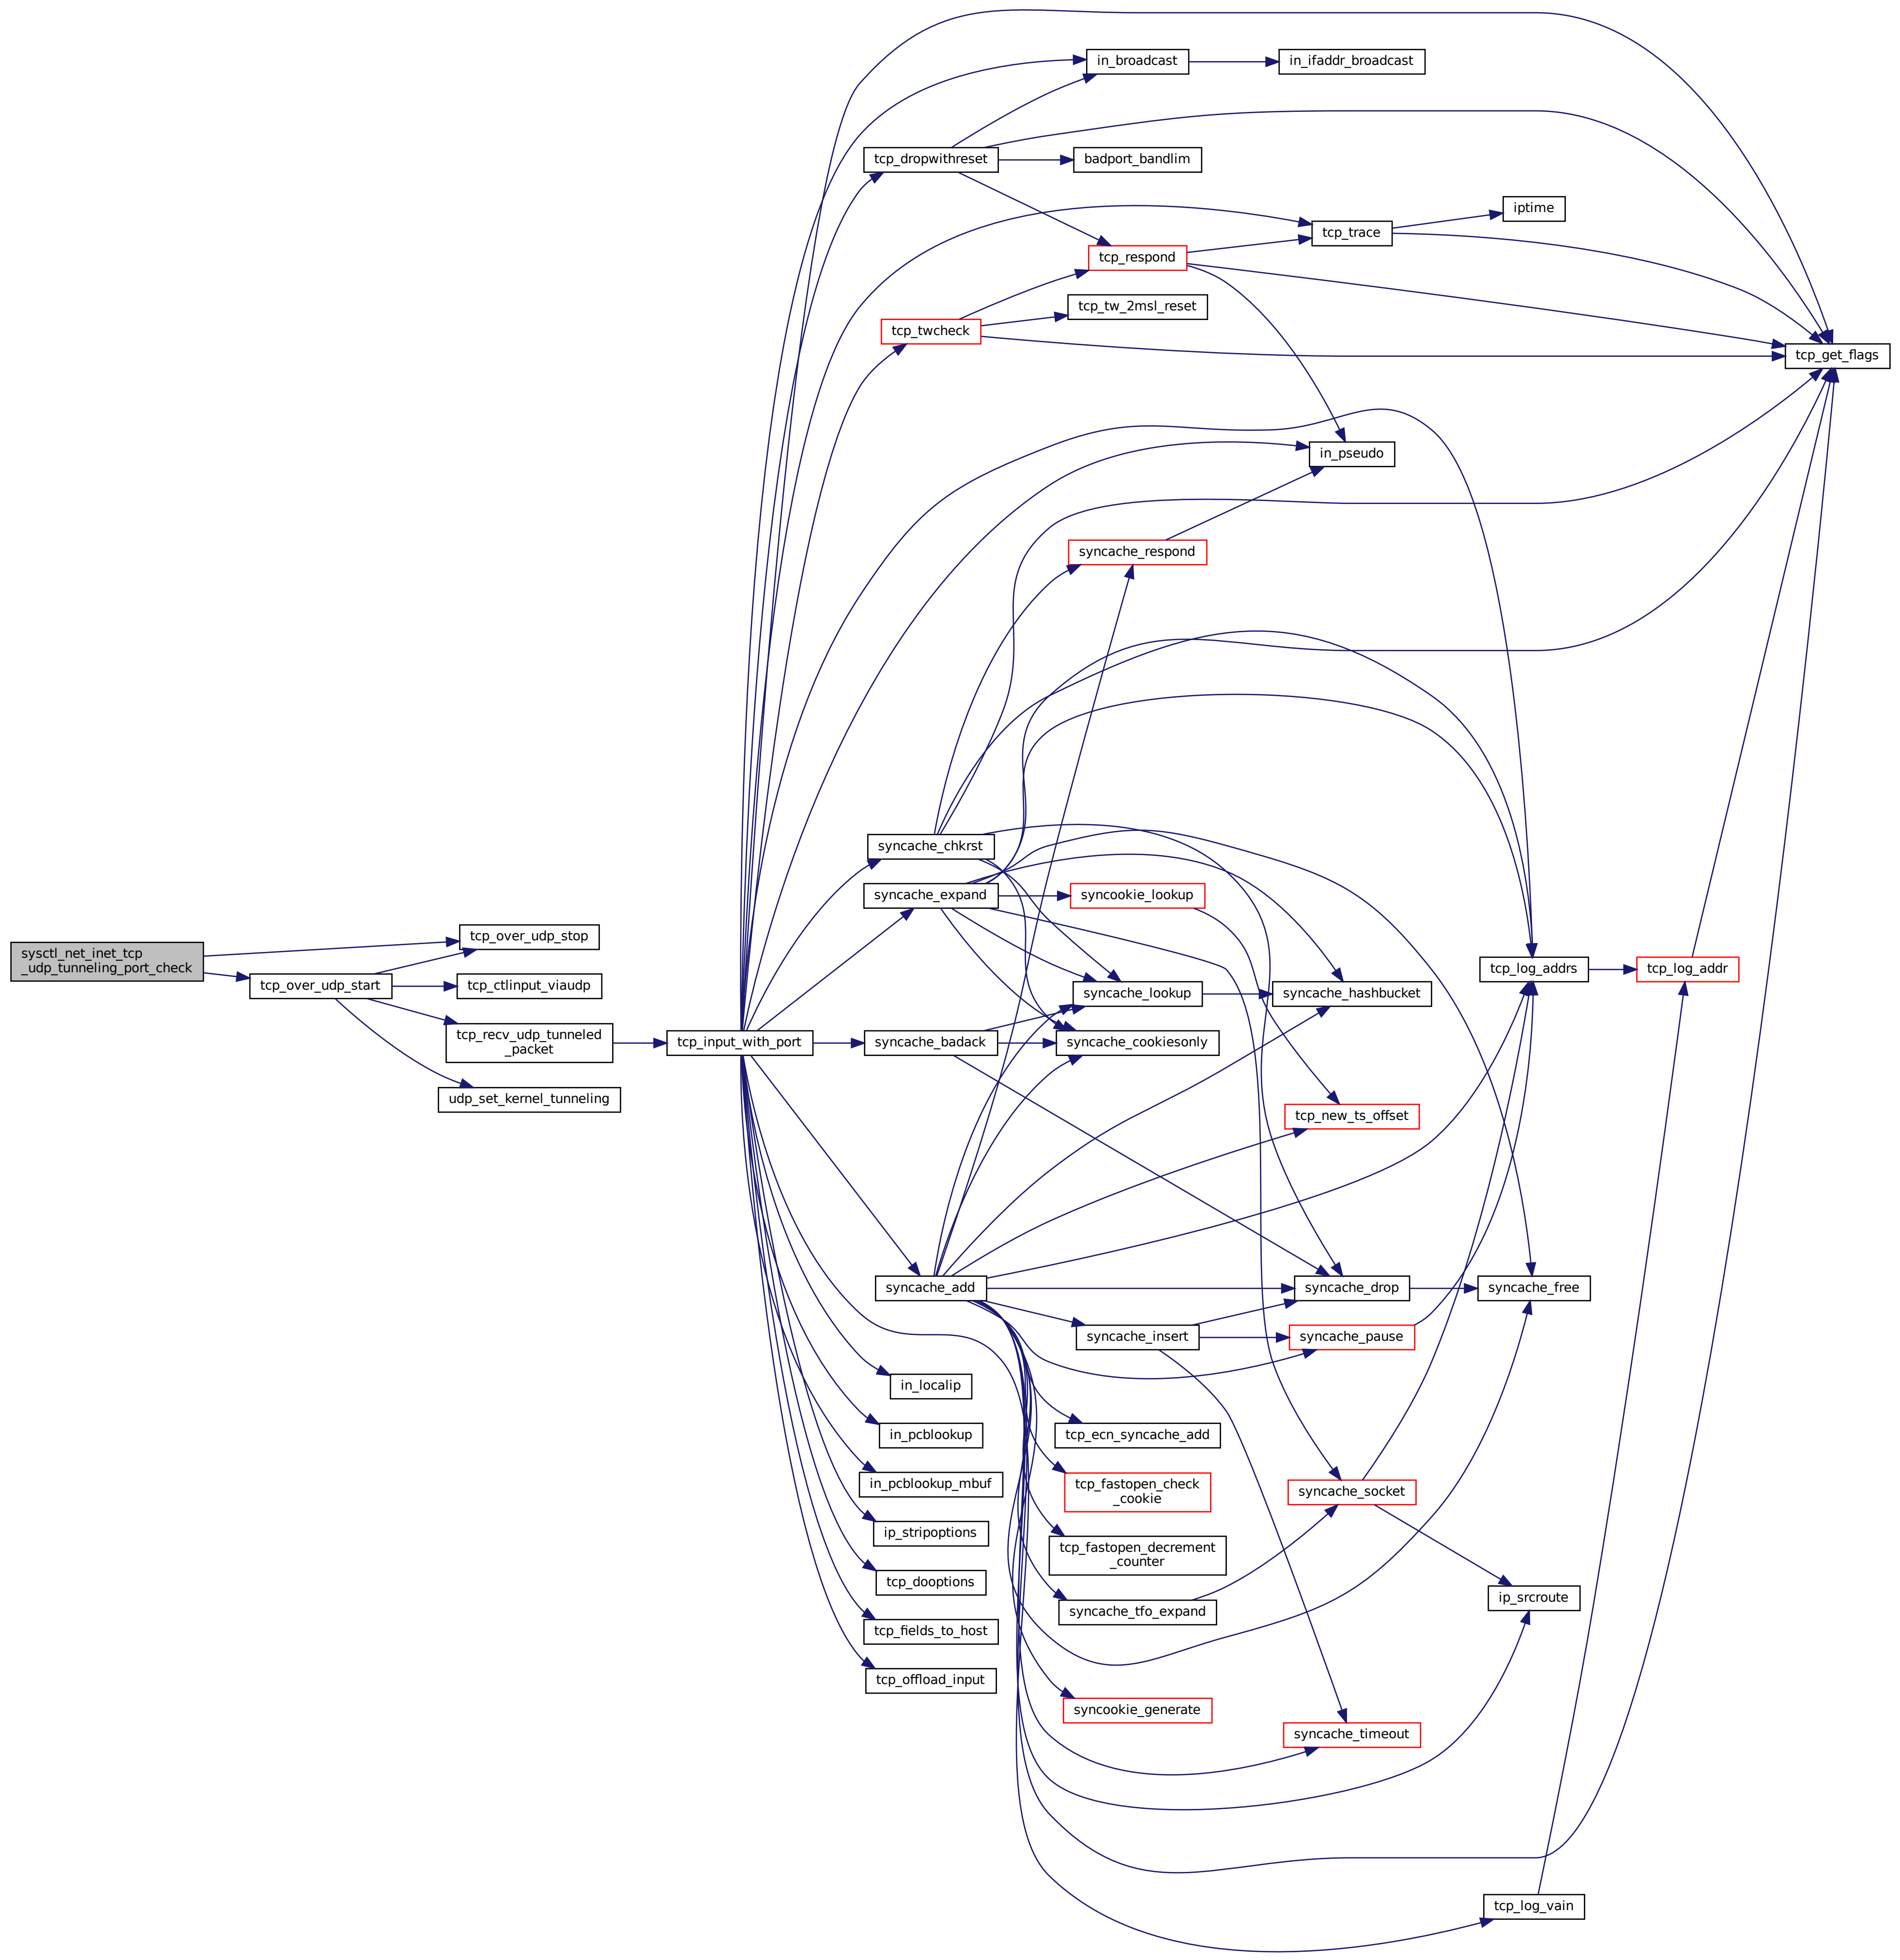 sysctl_net_inet_tcp
_udp_tunneling_port_check
tcp_over_udp_stop
tcp_over_udp_start
tcp_ctlinput_viaudp
tcp_recv_udp_tunneled
_packet
udp_set_kernel_tunneling
tcp_input_with_port
in_broadcast
in_ifaddr_broadcast
tcp_dropwithreset
badport_bandlim
iptime
tcp_trace
tcp_respond
tcp_tw_2msl_reset
tcp_twcheck
tcp_get_flags
in_pseudo
syncache_respond
syncache_chkrst
syncache_expand
syncookie_lookup
tcp_log_addrs
tcp_log_addr
syncache_lookup
syncache_hashbucket
syncache_badack
syncache_cookiesonly
tcp_new_ts_offset
syncache_add
syncache_drop
syncache_free
syncache_insert
syncache_pause
in_localip
in_pcblookup
tcp_ecn_syncache_add
in_pcblookup_mbuf
tcp_fastopen_check
_cookie
syncache_socket
ip_stripoptions
tcp_fastopen_decrement
_counter
tcp_dooptions
syncache_tfo_expand
ip_srcroute
tcp_fields_to_host
tcp_offload_input
syncookie_generate
syncache_timeout
tcp_log_vain